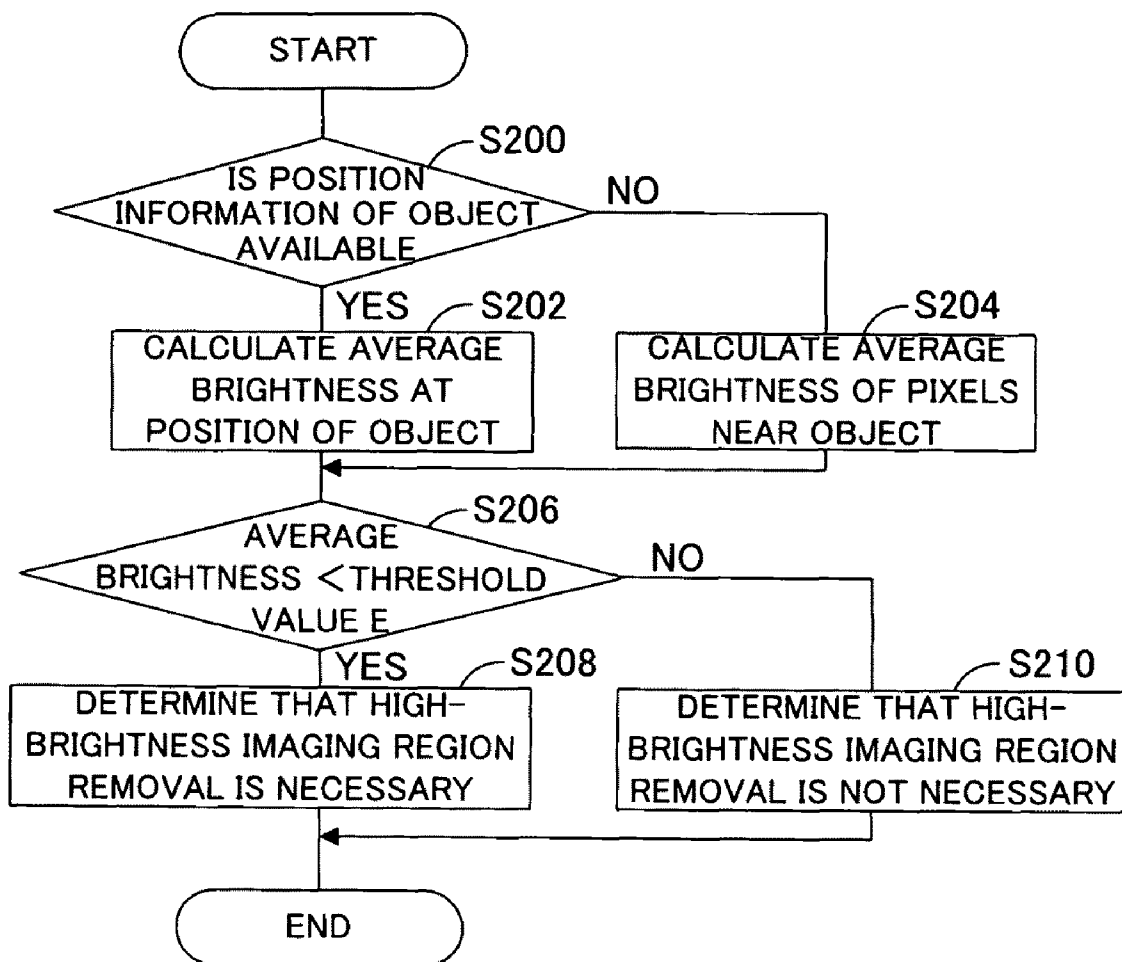 START
S200
IS POSITION
INFORMATION OF OBJECT
AVAILABLE
NO
YES
S202
CALCULATE AVERAGE
BRIGHTNESS AT
POSITION OF OBJECT
S204
CALCULATE AVERAGE
BRIGHTNESS OF PIXELS
NEAR OBJECT
S206
AVERAGE
BRIGHTNESS <THRESHOLD
VALUE E
NO
YES
S208
DETERMINE THAT HIGH-
BRIGHTNESS IMAGING REGION
REMOVAL IS NECESSARY
S210
DETERMINE THAT HIGH-
BRIGHTNESS IMAGING REGION
REMOVAL IS NOT NECESSARY
END